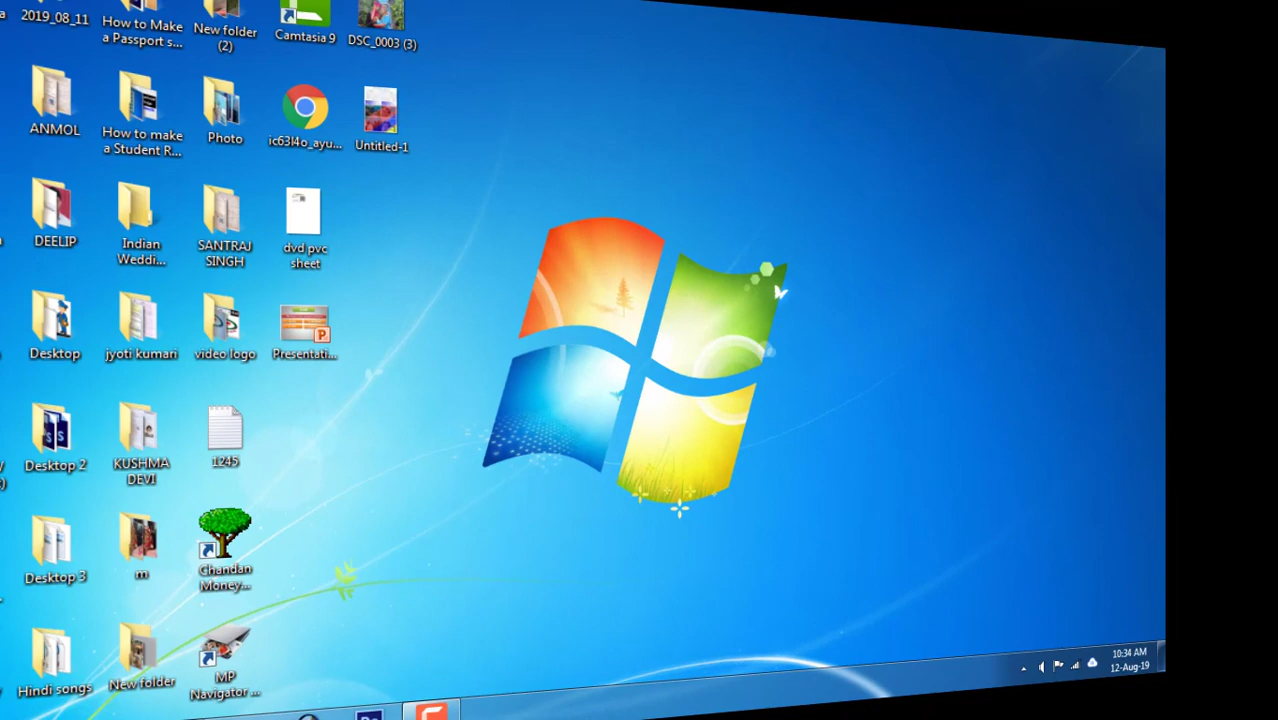 2019_08_11
How to Make
a Passport s...
New folder
(2)
Camtasia 9
DSC_0003 (3)
ANMOL
How to make
a Student R...
Photo
ic63l4o_ayu...
Untitled-1
DEELIP
Indian
Weddi...
SANTRAJ
SINGH
dvd pvc
sheet
Desktop
jyoti kumari
video logo
Presentati...
P
Desktop 2
KUSHMA
DEVI
1245
Desktop 3
m
Chandan
Money...
Hindi songs
New folder
MP
Navigator ...
10:34 AM
12-Aug-19